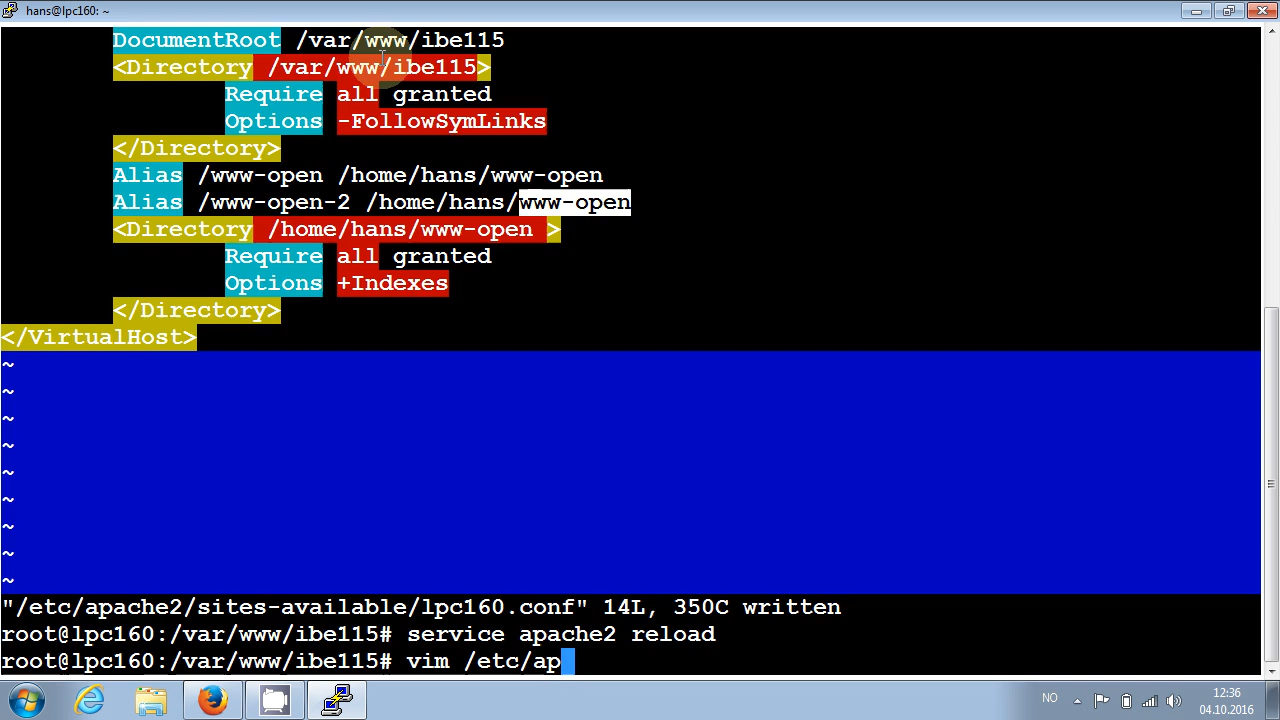 hans@lpc160: ~
DocumentRoot /var/www/ibe115
<Directory /var/www/ibe115>
Require all granted
Options -FollowSymLinks
</Directory>
Alias /www-open /home/hans/www-open
Alias /www-open-2 /home/hans/www-open
<Directory /home/hans/www-open >
Require all granted
Options +Indexes
</Directory>
</VirtualHost>
~
~
~
~
~
~
~
~
~
"/etc/apache2/sites-available/lpc160.conf" 14L, 350C written
root@lpc160:/var/www/ibe115# service apache2 reload
root@lpc160:/var/www/ibe115# vim /etc/ap
NO
12:36
04.10.2016